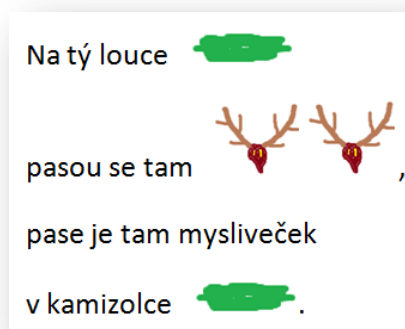 Na tý louce
pasou se tam ,
pase je tam mysliveček
v kamizolce .